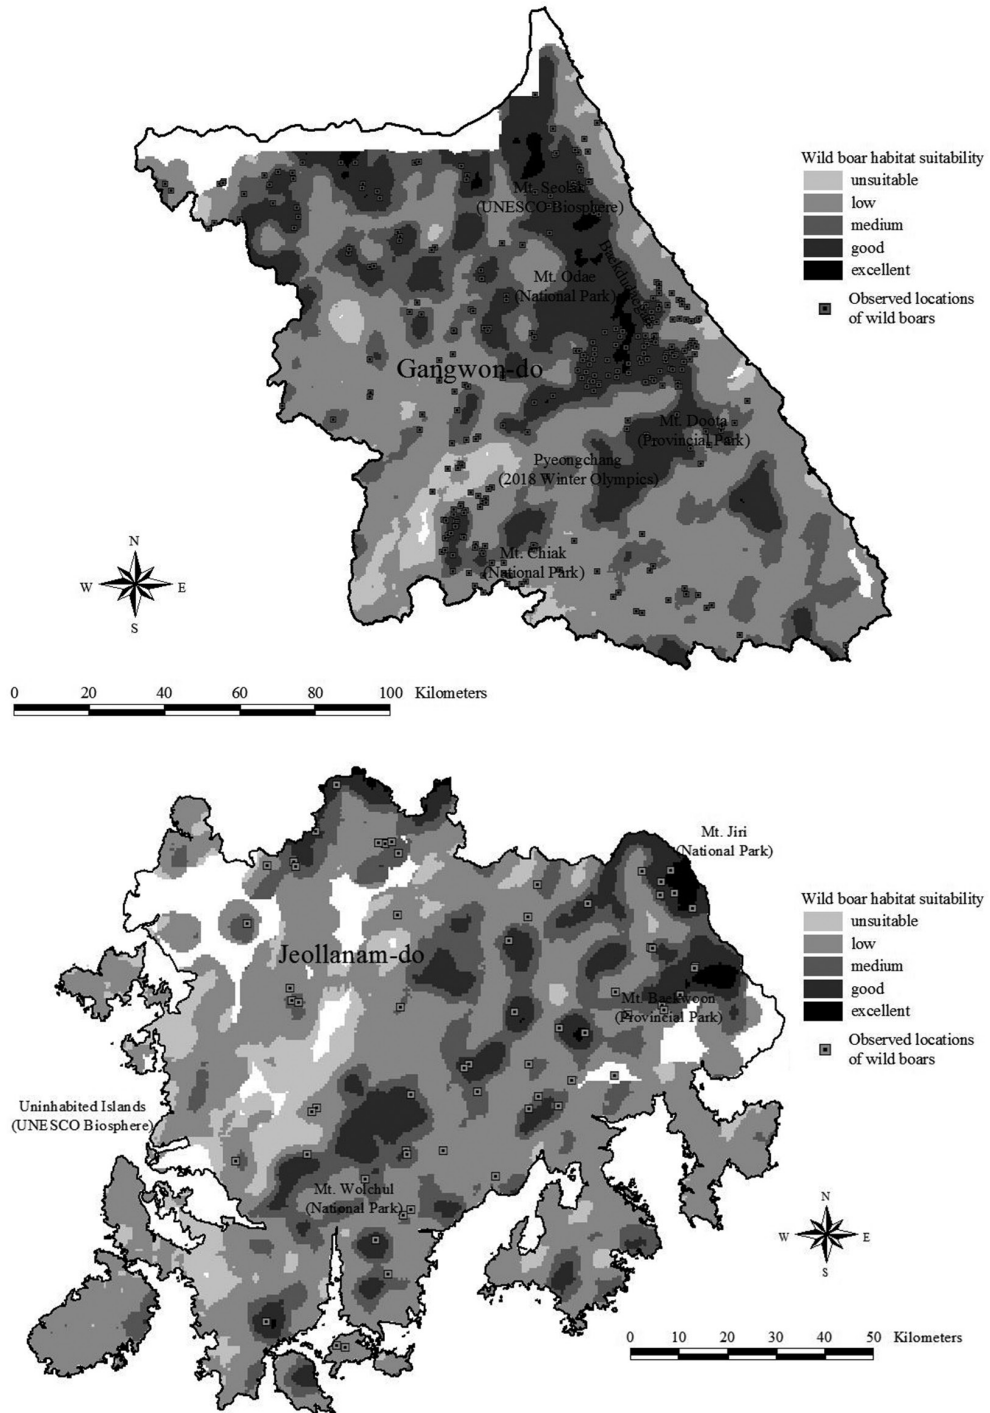 Wild boar habitat suitability
unsuitable
low
medium
good
excellent
Observed locations
of wild boars
Mt. Seolak
(UNESCO Biosphere)
Mt. Odae
(National Park)
Gangwon-do
Mt. Doota
(Provincial Park)
Pyeongchang
(2018 Winter Olympics)
Mt. Chiak
(National Park)
N
W E
S
0 20 40 60 80 100 Kilometers
Mt. Jiri
(National Park)
Wild boar habitat suitability
unsuitable
low
medium
good
excellent
Observed locations
of wild boars
Jeollanam-do
Mt. Baekwoon
(Provincial Park)
Uninhabited Islands
(UNESCO Biosphere)
Mt. Wolchul
(National Park)
N
W E
S
0 10 20 30 40 50 Kilometers